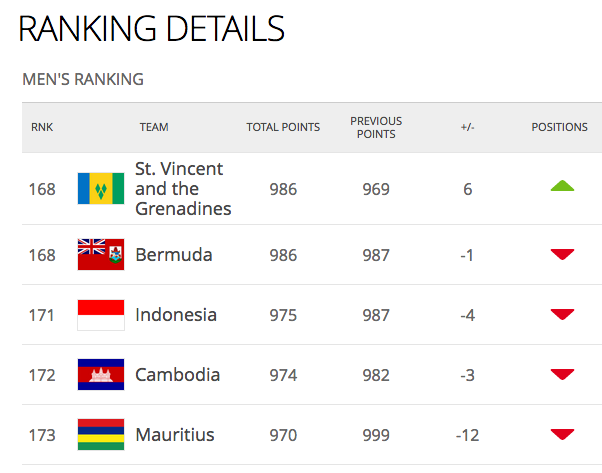 RANKING DETAILS
MEN'S RANKING
RNK TEAM TOTAL POINTS PREVIOUS POINTS +/- POSITIONS
168 St. Vincent and the Grenadines 986 969 6
168 Bermuda 986 987 -1
171 Indonesia 975 987 -4
172 Cambodia 974 982 -3
173 Mauritius 970 999 -12